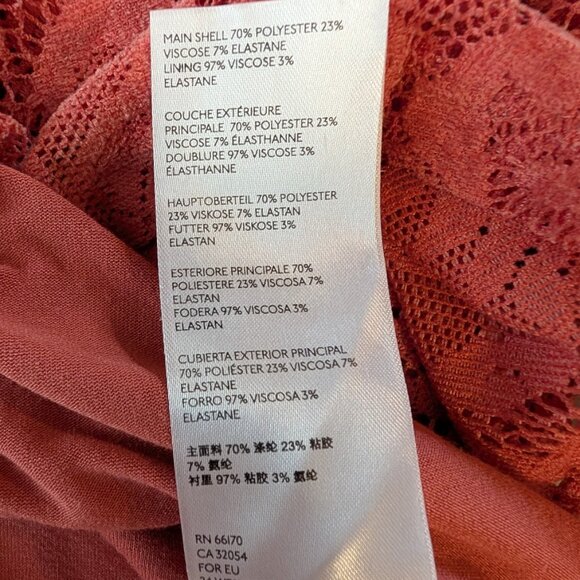 MAIN SHELL 70% POLYESTER 23%
VISCOSE 7% ELASTANE
LINING 97% VISCOSE 3%
ELASTANE
COUCHE EXTÉRIEURE
PRINCIPALE 70% POLYESTER 23%
VISCOSE 7% ÉLASTHANNE
DOUBLURE 97% VISCOSE 3%
ÉLASTHANNE
HAUPTOBERTEIL 70% POLYESTER
23% VISKOSE 7% ELASTAN
FUTTER 97% VISKOSE 3%
ELASTAN
ESTERIORE PRINCIPALE 70%
POLIESTERE 23% VISCOSA 7%
ELASTAN
FODERA 97% VISCOSA 3%
ELASTAN
CUBIERTA EXTERIOR PRINCIPAL
70% POLIÉSTER 23% VISCOSA 7%
ELASTANE
FORRO 97% VISCOSA 3%
ELASTANE
主面料 70% 涤纶 23% 粘胶
7% 氨纶
衬里 97% 粘胶 3% 氨纶
RN 66170
CA 32054
FOR EU